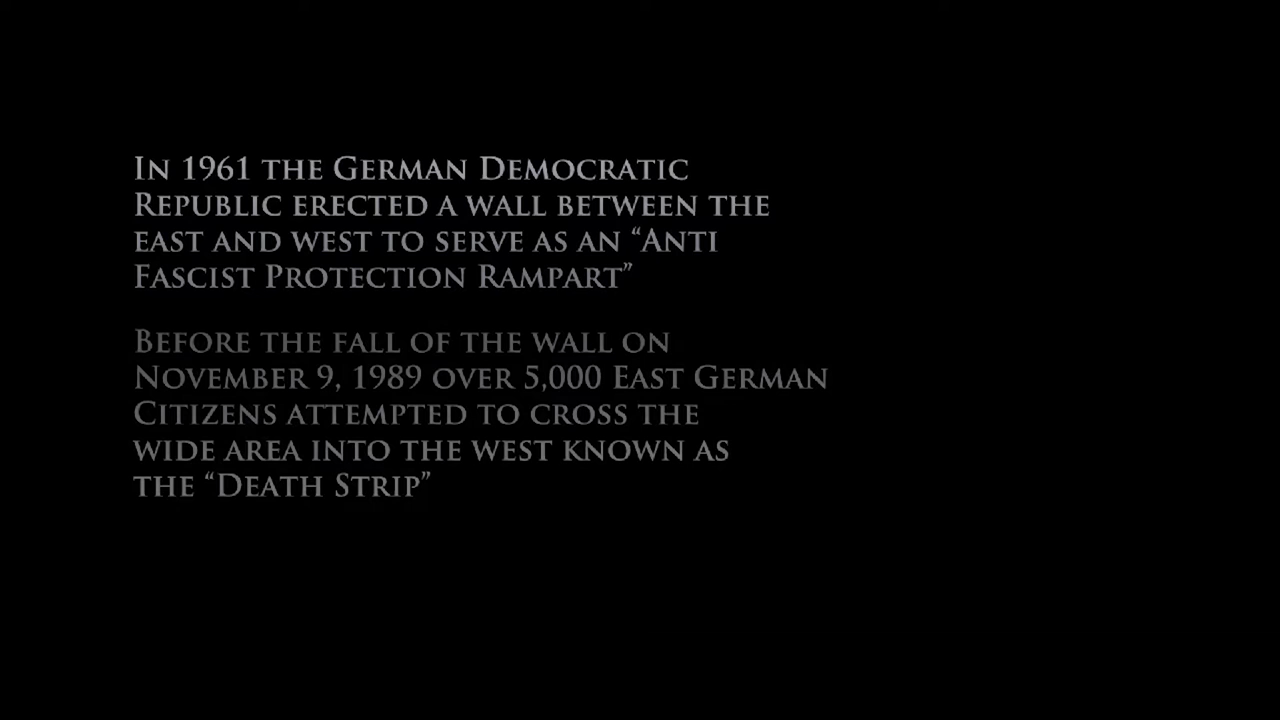 In 1961 the German Democratic
Republic erected a wall between the
east and west to serve as an “Anti
Fascist Protection Rampart”
Before the fall of the wall on
November 9, 1989 over 5,000 East German
Citizens attempted to cross the
wide area into the west known as
the “Death Strip”